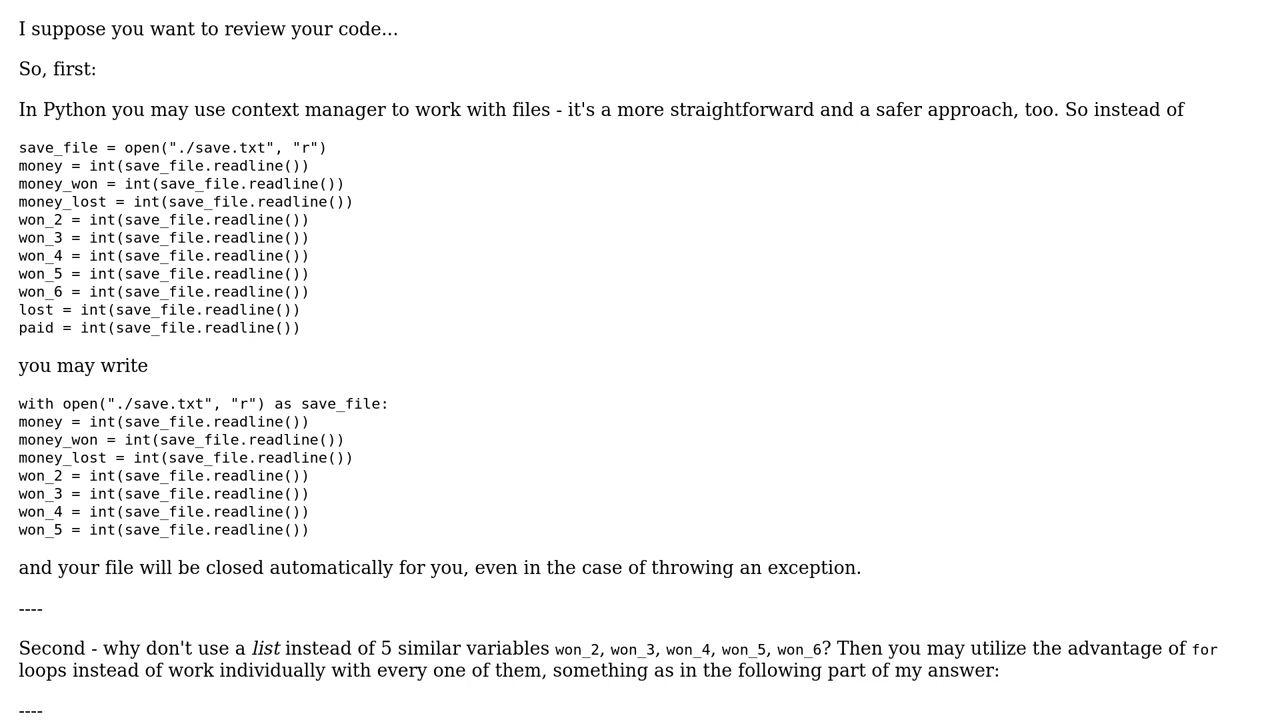 I suppose you want to review your code...
So, first:
In Python you may use context manager to work with files - it's a more straightforward and a safer approach, too. So instead of
save_file = open("./save.txt", "r")
money = int(save_file.readline())
money_won = int(save_file.readline())
money_lost = int(save_file.readline())
won_2 = int(save_file.readline())
won_3 = int(save_file.readline())
won_4 = int(save_file.readline())
won_5 = int(save_file.readline())
won_6 = int(save_file.readline())
lost = int(save_file.readline())
paid = int(save_file.readline())
you may write
with open("./save.txt", "r") as save_file:
money = int(save_file.readline())
money_won = int(save_file.readline())
money_lost = int(save_file.readline())
won_2 = int(save_file.readline())
won_3 = int(save_file.readline())
won_4 = int(save_file.readline())
won_5 = int(save_file.readline())
and your file will be closed automatically for you, even in the case of throwing an exception.
----
Second - why don't use a list instead of 5 similar variables won_2, won_3, won_4, won_5, won_6? Then you may utilize the advantage of for
loops instead of work individually with every one of them, something as in the following part of my answer:
----